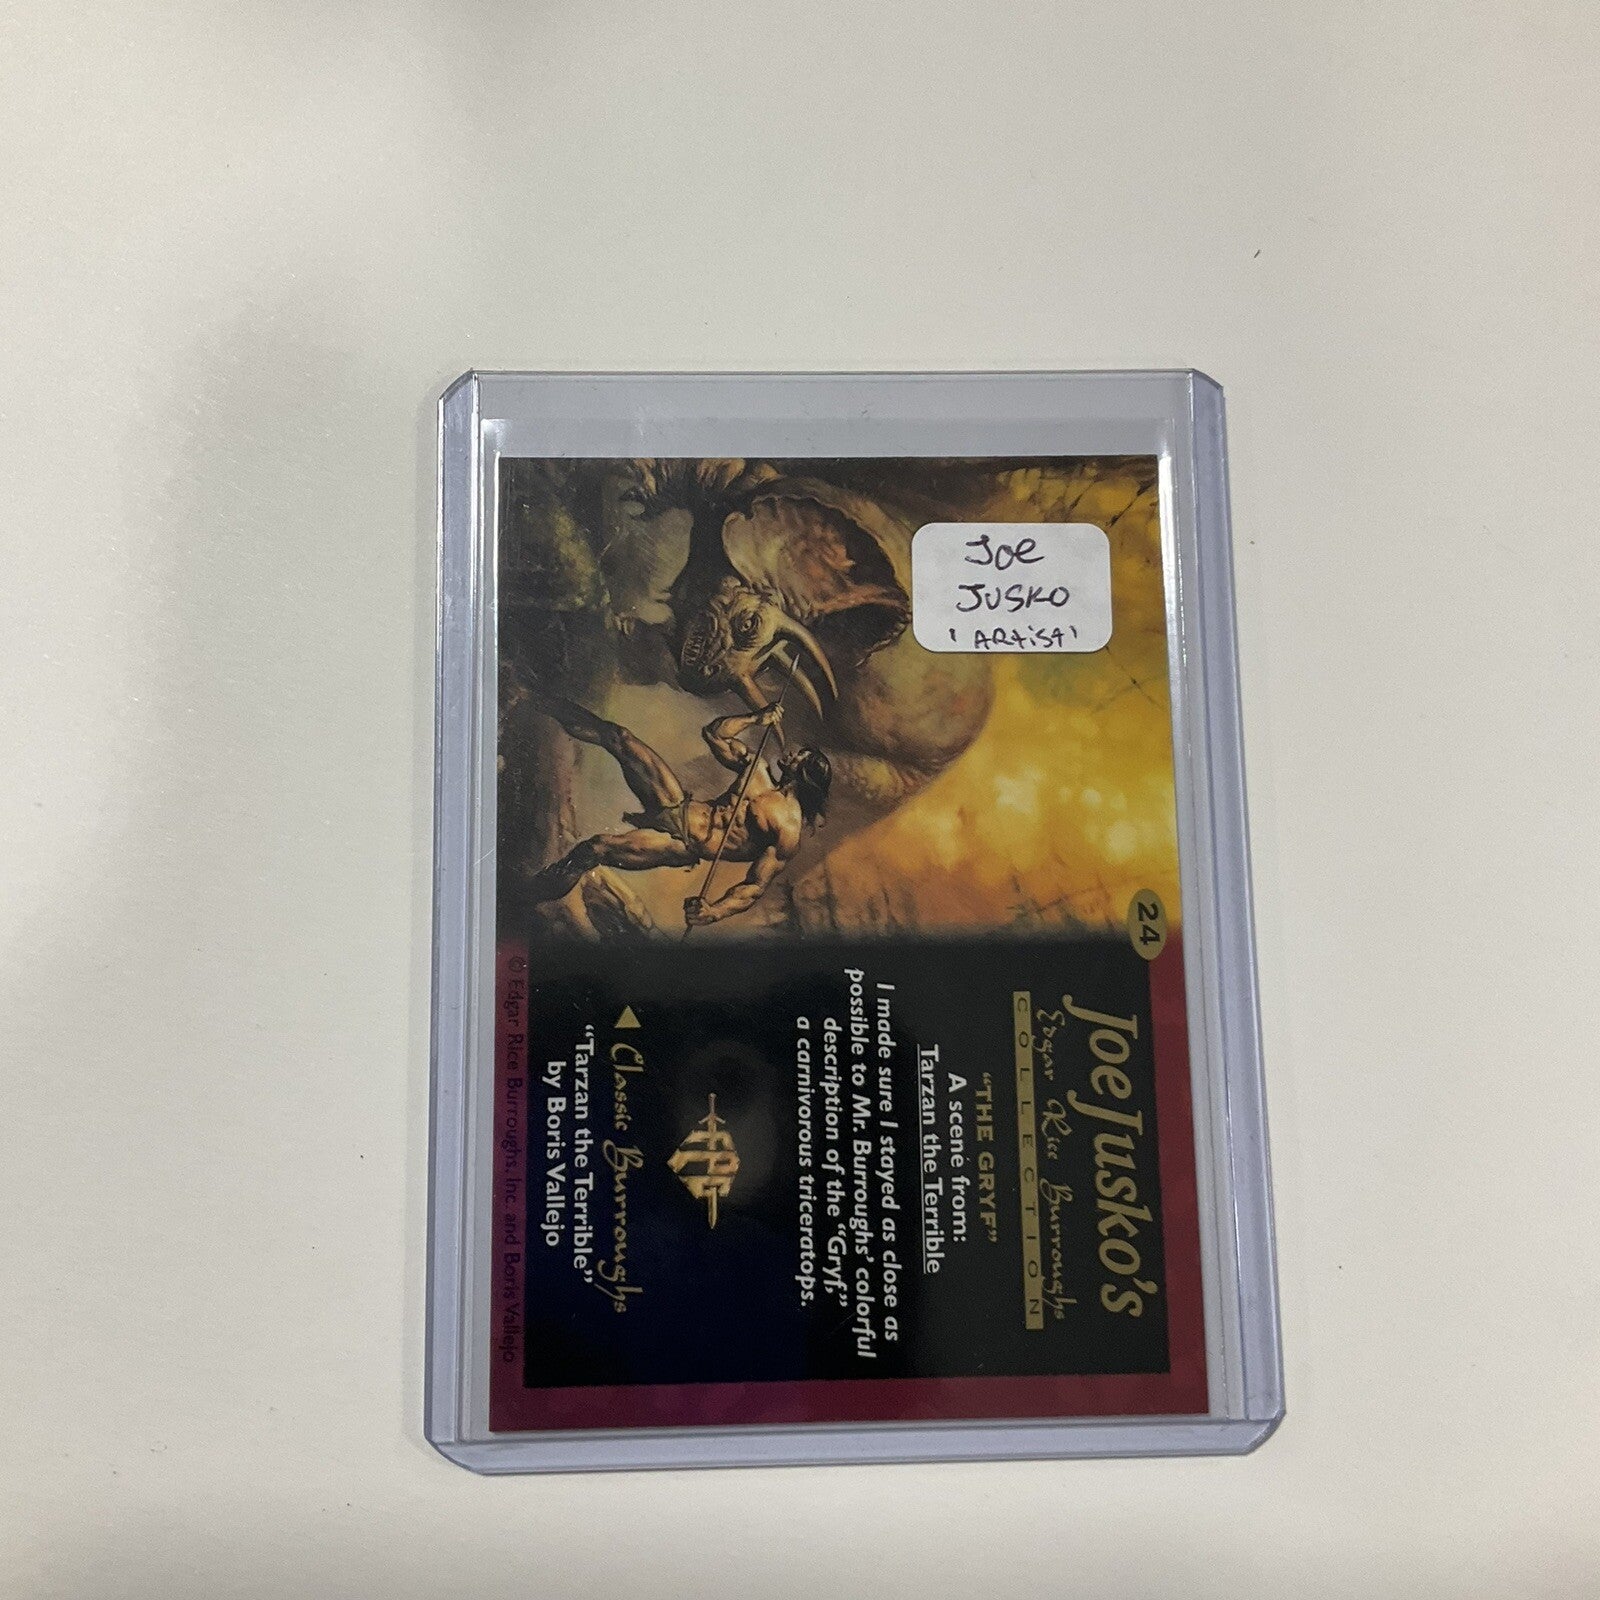 Joe
JUSKO
' ARtiSt '
24
Joe Jusko's
Edgar Rice Burroughs
COLLECTION
“THE GRYF”
A scene from:
Tarzan the Terrible
I made sure I stayed as close as
possible to Mr. Burroughs' colorful
description of the “Gryf,”
a carnivorous triceratops.
FPG
Classic Burroughs
“Tarzan the Terrible”
by Boris Vallejo
© Edgar Rice Burroughs, Inc. and Boris Vallejo